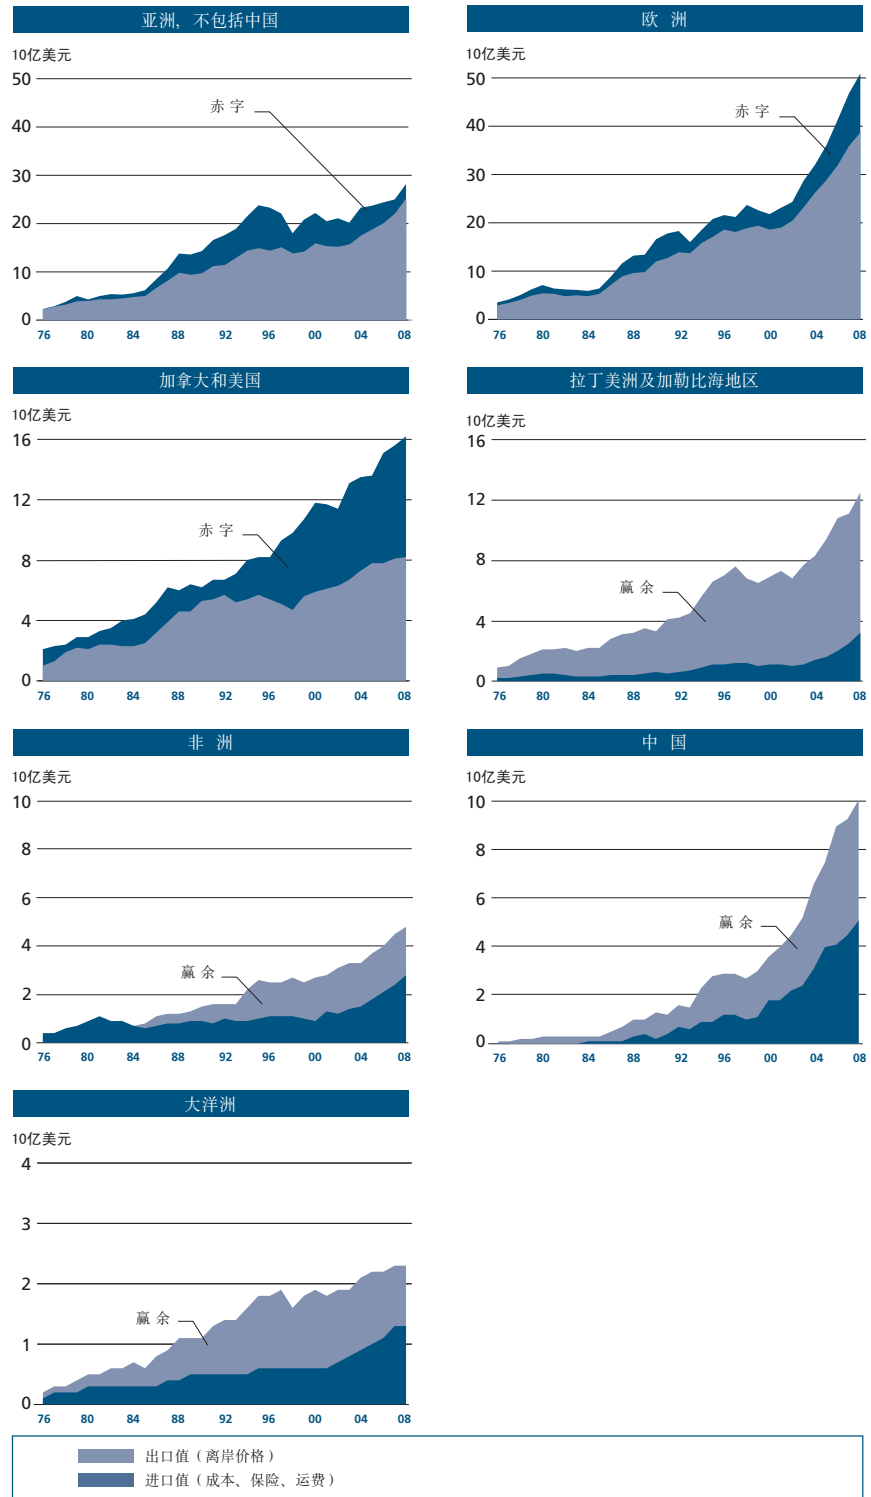 亚洲，不包括中国
10亿美元
50
40
30
20
10
0
赤 字
76 80 84 88 92 96 00 04 08
欧 洲
10亿美元
50
40
30
20
10
0
赤 字
76 80 84 88 92 96 00 04 08
加拿大和美国
10亿美元
16
12
8
4
0
赤 字
76 80 84 88 92 96 00 04 08
拉丁美洲及加勒比海地区
10亿美元
16
12
8
4
0
赢 余
76 80 84 88 92 96 00 04 08
非 洲
10亿美元
10
8
6
4
2
0
赢 余
76 80 84 88 92 96 00 04 08
中 国
10亿美元
10
8
6
4
2
0
赢 余
76 80 84 88 92 96 00 04 08
大洋洲
10亿美元
4
3
2
1
0
赢 余
76 80 84 88 92 96 00 04 08
出口值（离岸价格）
进口值（成本、保险、运费）